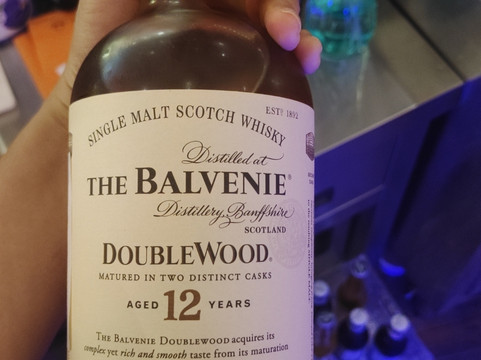 ESTD 1892
SINGLE MALT SCOTCH WHISKY
Distilled at
THE BALVENIE®
Distillery, Banffshire
SCOTLAND
DOUBLEWOOD®
MATURED IN TWO DISTINCT CASKS
AGED 12 YEARS
THE BALVENIE DOUBLEWOOD acquires its
complex yet rich and smooth taste from its maturation